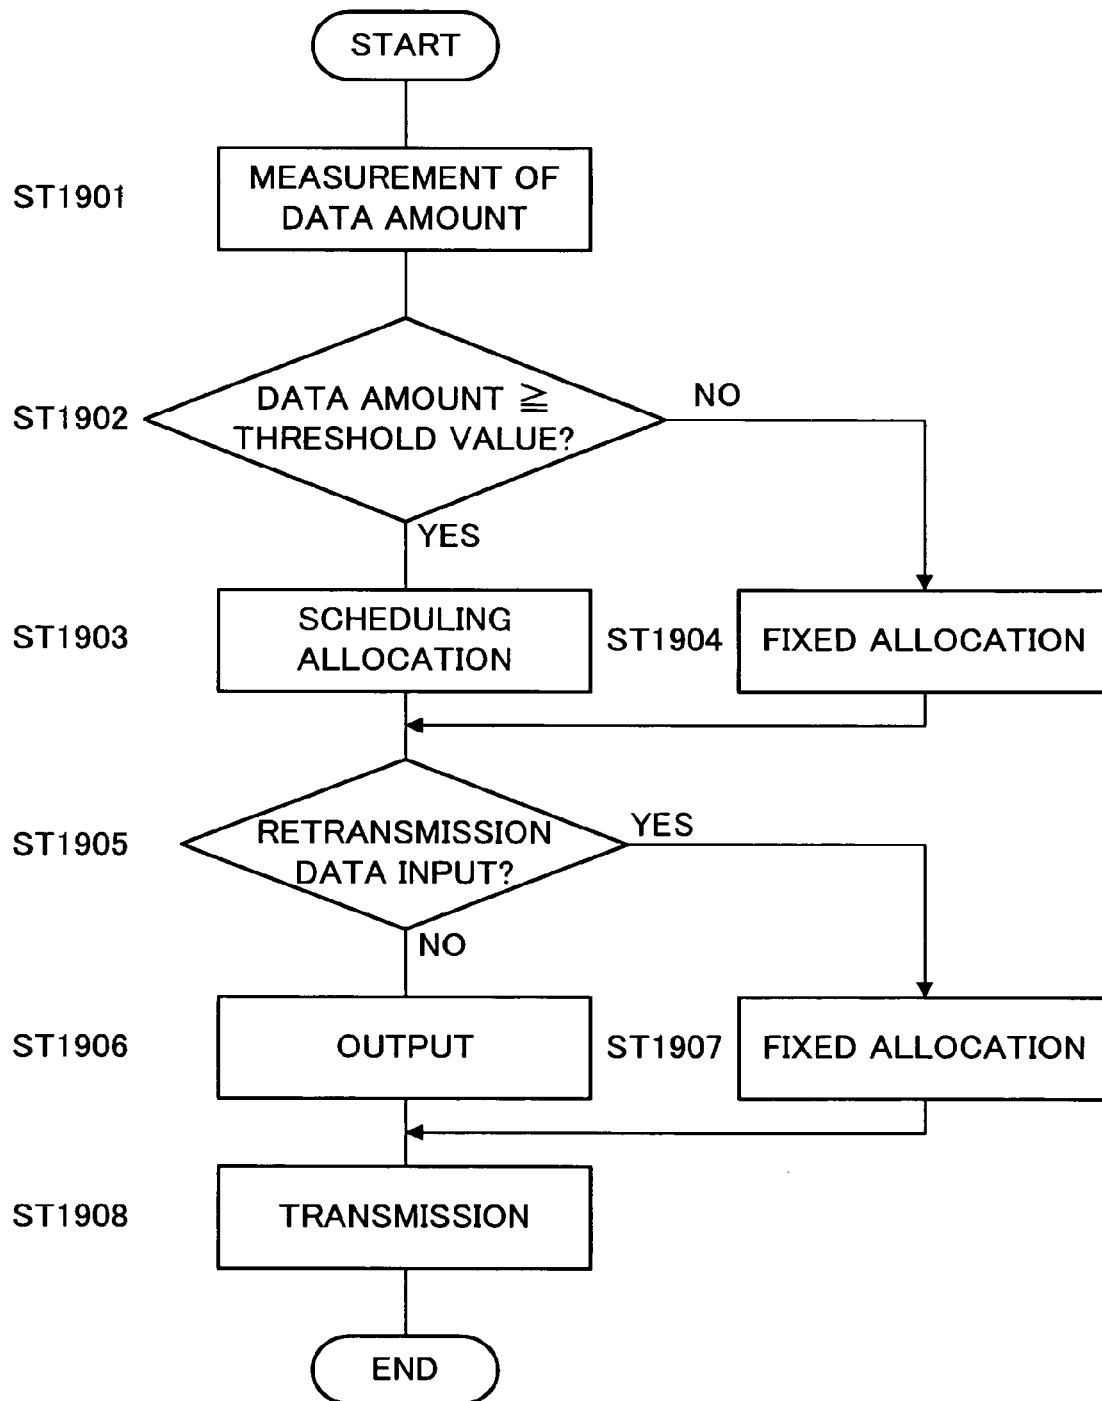 START
ST1901
MEASUREMENT OF
DATA AMOUNT
ST1902
DATA AMOUNT ≧
THRESHOLD VALUE?
NO
YES
ST1903
SCHEDULING
ALLOCATION
ST1904
FIXED ALLOCATION
ST1905
RETRANSMISSION
DATA INPUT?
YES
NO
ST1906
OUTPUT
ST1907
FIXED ALLOCATION
ST1908
TRANSMISSION
END